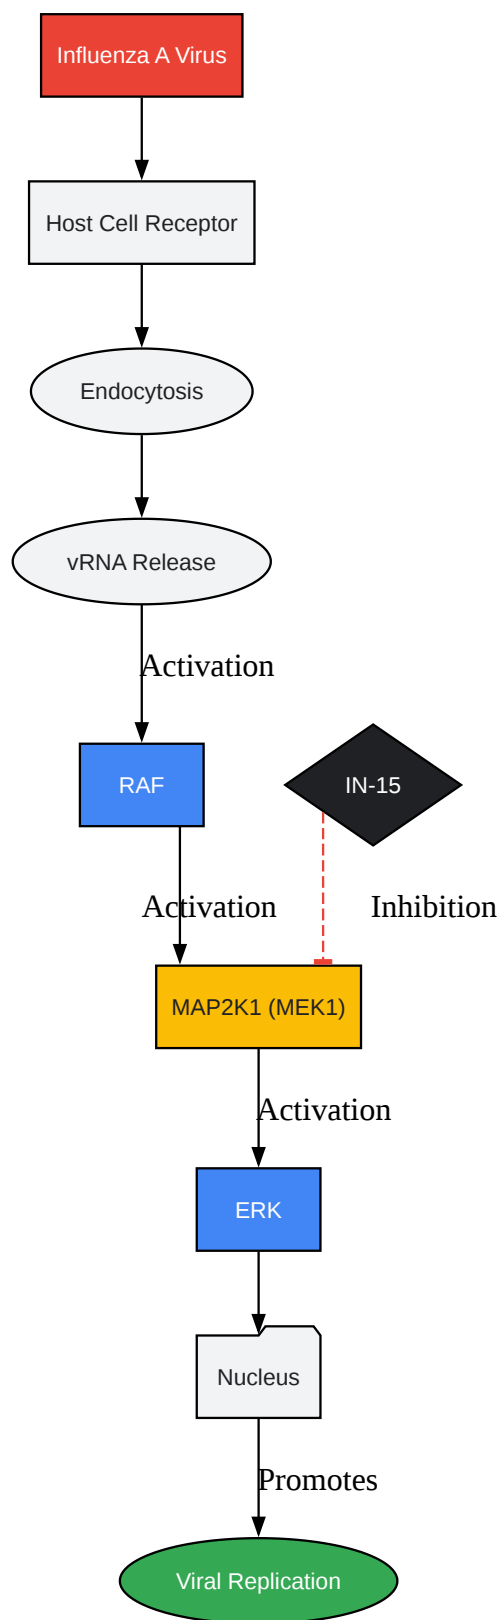 Influenza A Virus
Host Cell Receptor
Endocytosis
vRNA Release
Activation
RAF
IN-15
Activation
Inhibition
MAP2K1 (MEK1)
Activation
ERK
Nucleus
Promotes
Viral Replication